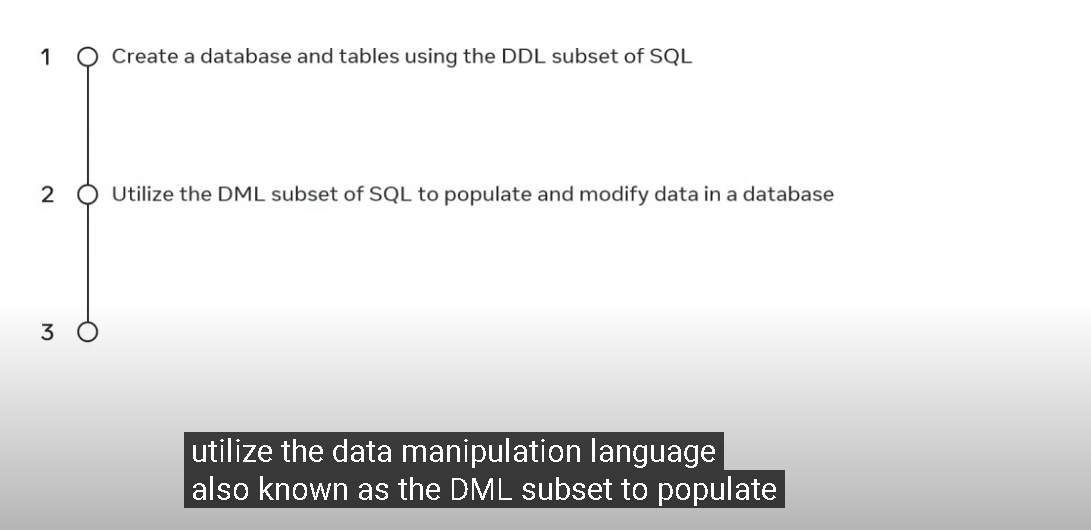 1 Create a database and tables using the DDL subset of SQL
2 Utilize the DML subset of SQL to populate and modify data in a database
3
utilize the data manipulation language
also known as the DML subset to populate